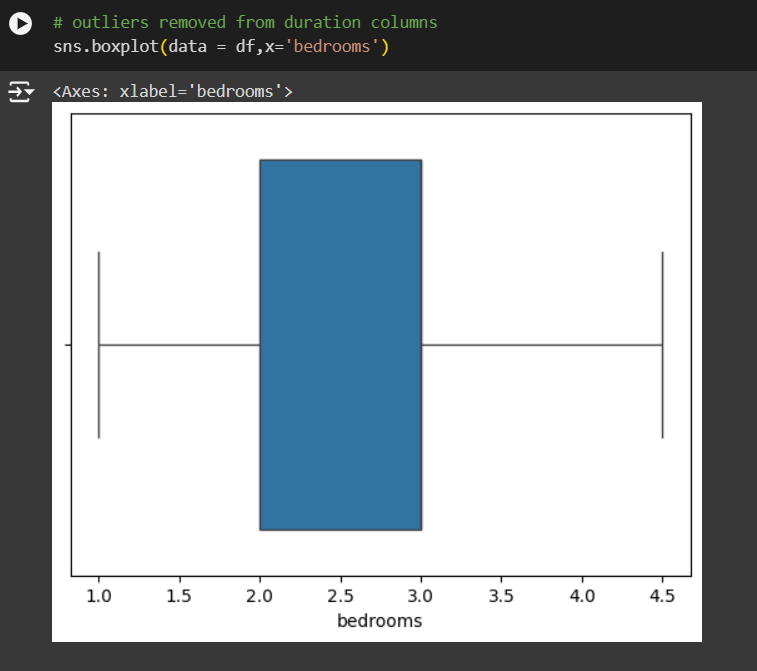 # outliers removed from duration columns
sns.boxplot(data = df,x='bedrooms')
<Axes: xlabel='bedrooms'>
1.0 1.5 2.0 2.5 3.0 3.5 4.0 4.5
bedrooms